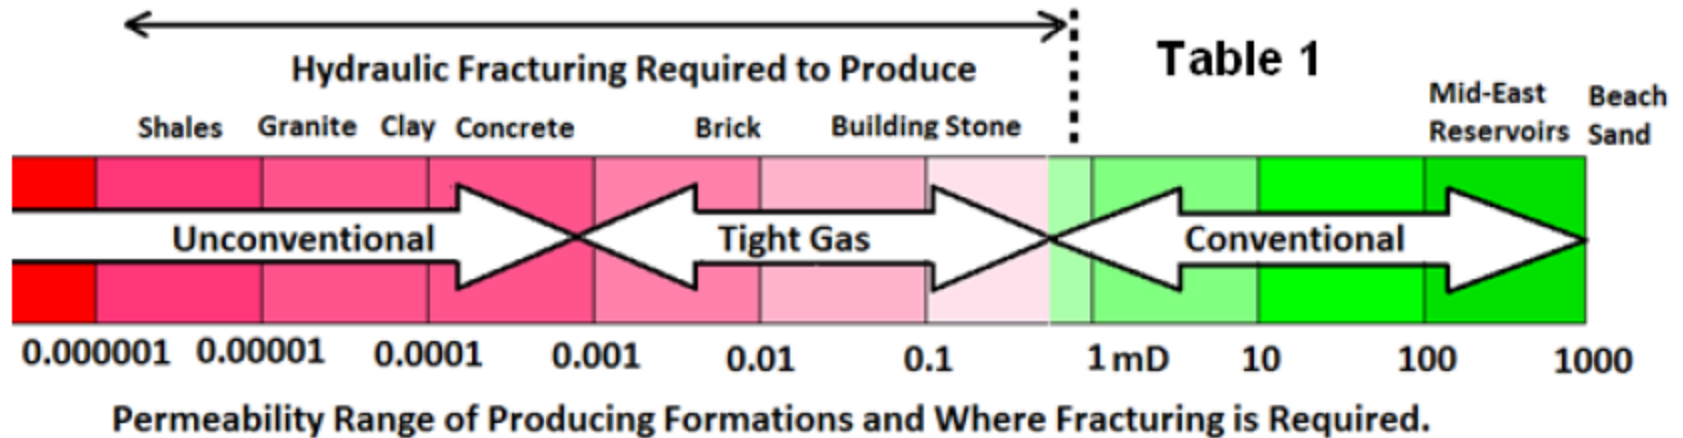 Hydraulic Fracturing Required to Produce
Table 1
Mid-East
Reservoirs
Beach
Sand
Shales Granite Clay Concrete Brick Building Stone
Unconventional Tight Gas Conventional
0.000001 0.00001 0.0001 0.001 0.01 0.1 1 mD 10 100 1000
Permeability Range of Producing Formations and Where Fracturing is Required.